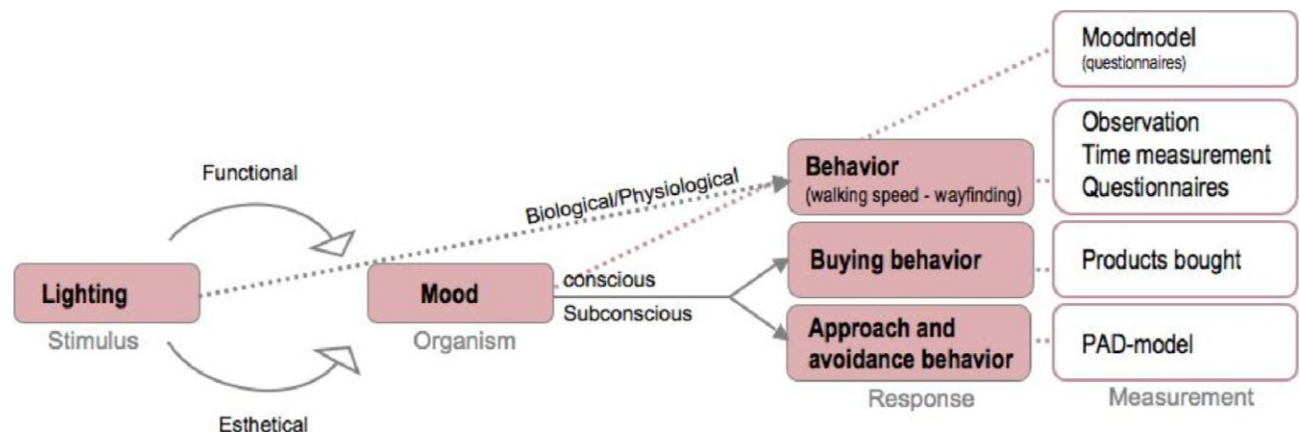 Moodmodel
(questionnaires)
Observation
Time measurement
Questionnaires
Functional
Biological/Physiological
Behavior
(walking speed - wayfinding)
Lighting
Stimulus
Mood
Organism
conscious
Subconscious
Buying behavior
Products bought
Approach and
avoidance behavior
PAD-model
Response
Measurement
Esthetical